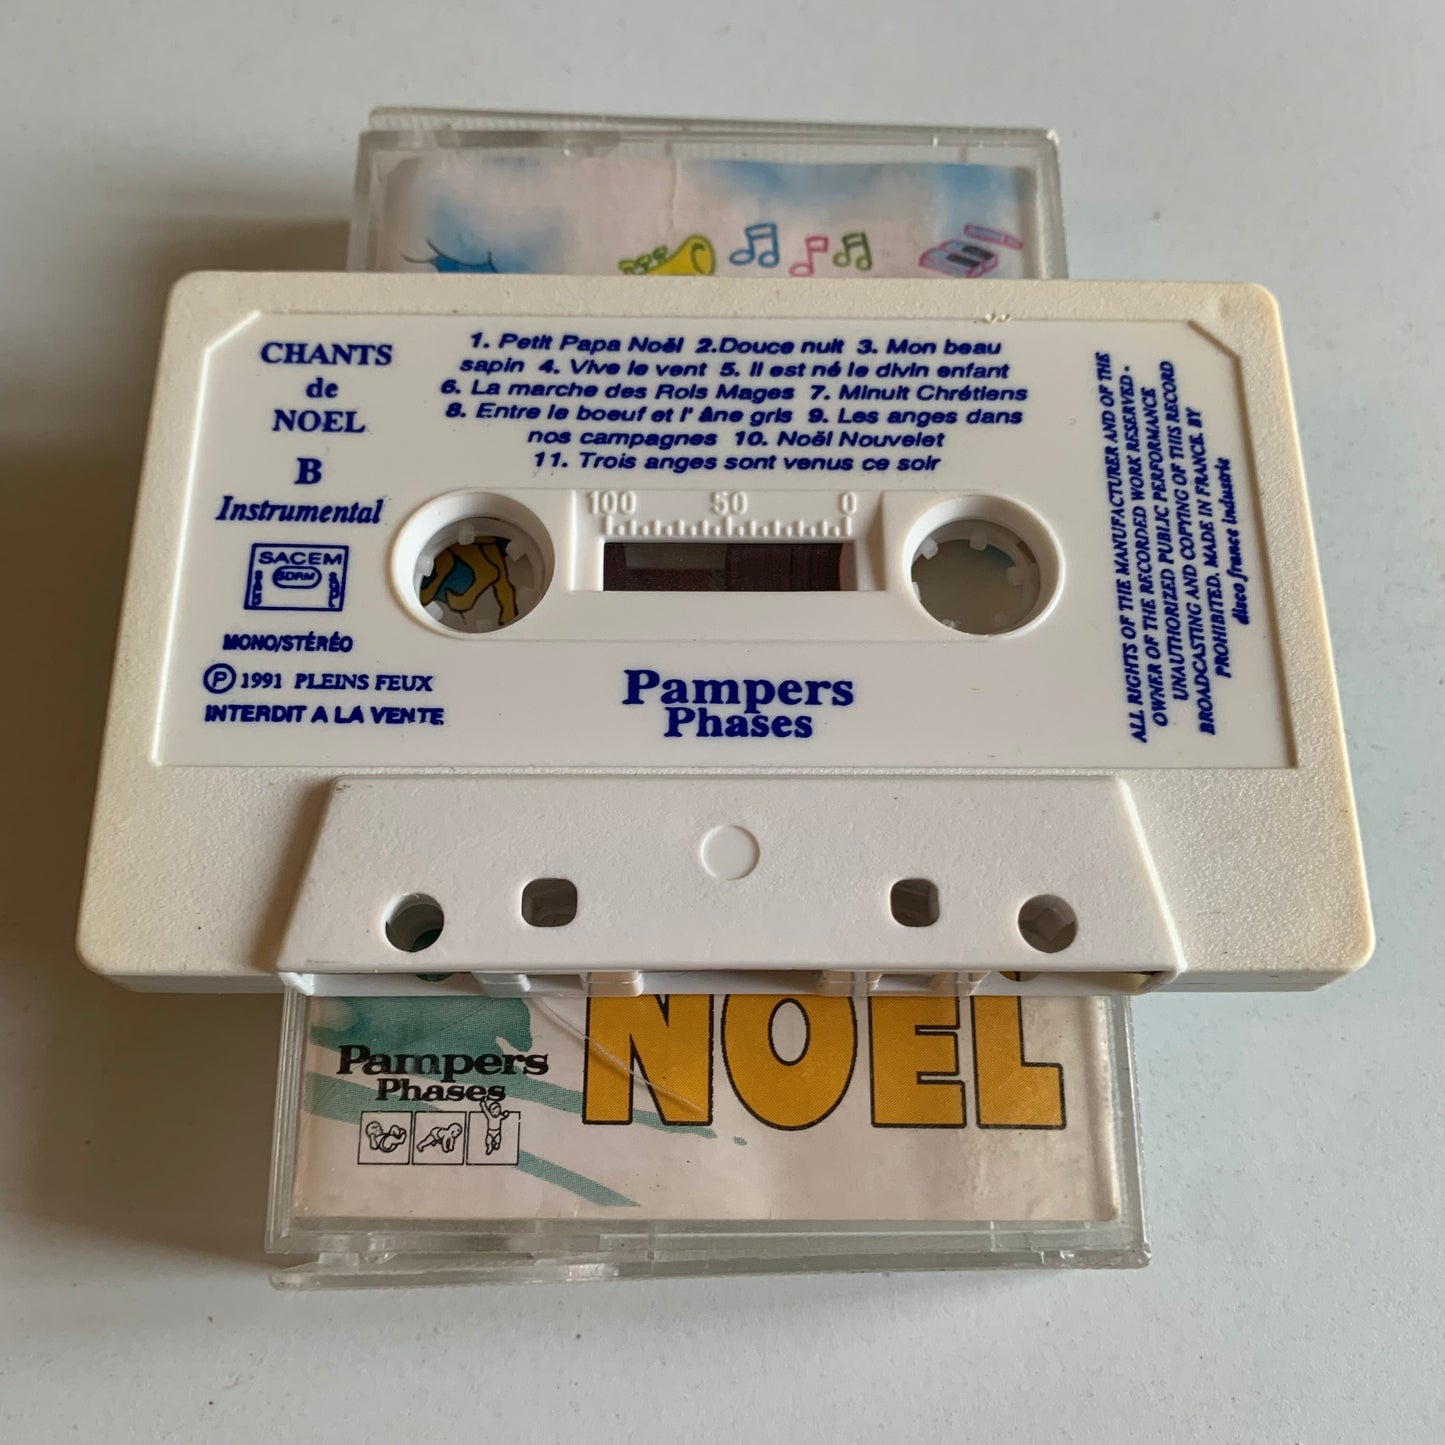 CHANTS
de
NOEL
B
Instrumental
SACEM
SDRM
MONO/STÉRÉO
Ⓟ 1991 PLEINS FEUX
INTERDIT A LA VENTE
1. Petit Papa Noël 2.Douce nuit 3. Mon beau
sapin 4. Vive le vent 5. Il est né le divin enfant
6. La marche des Rois Mages 7. Minuit Chrétiens
8. Entre le boeuf et l' âne gris 9. Les anges dans
nos campagnes 10. Noël Nouvelet
11. Trois anges sont venus ce soir
100 50 0
Pampers
Phases
ALL RIGHTS OF THE MANUFACTURER AND OF THE
OWNER OF THE RECORDED WORK RESERVED -
UNAUTHORIZED PUBLIC PERFORMANCE
BROADCASTING AND COPYING OF THIS RECORD
PROHIBITED. MADE IN FRANCE. BY
disco france industrie
NOEL
Pampers
Phases